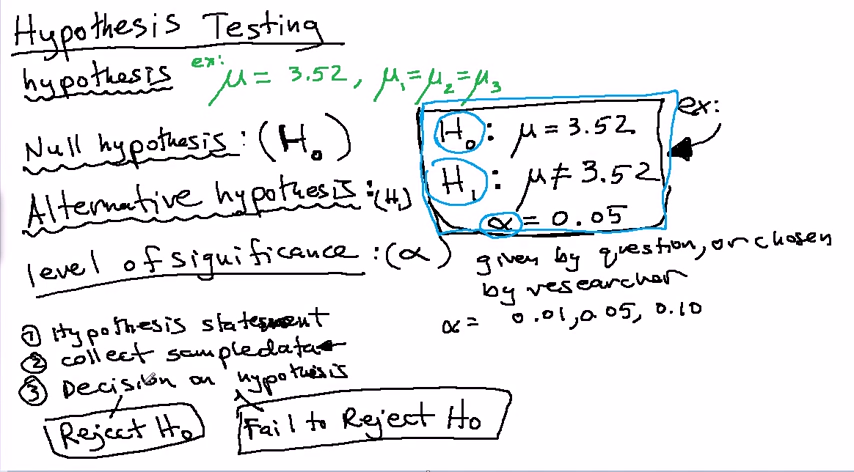 Hypothesis Testing
hypothesis ex: μ = 3.52, μ₁=μ₂=μ₃
Null hypothesis: (H₀)
Alternative hypothesis: (H₁)
level of significance: (α)
ex:
H₀: μ = 3.52
H₁: μ ≠ 3.52
α = 0.05
given by question, or chosen
by researcher
α = 0.01, 0.05, 0.10
① Hypothesis statement
② collect sample data
③ Decision on hypothesis
Reject H₀
Fail to Reject H₀